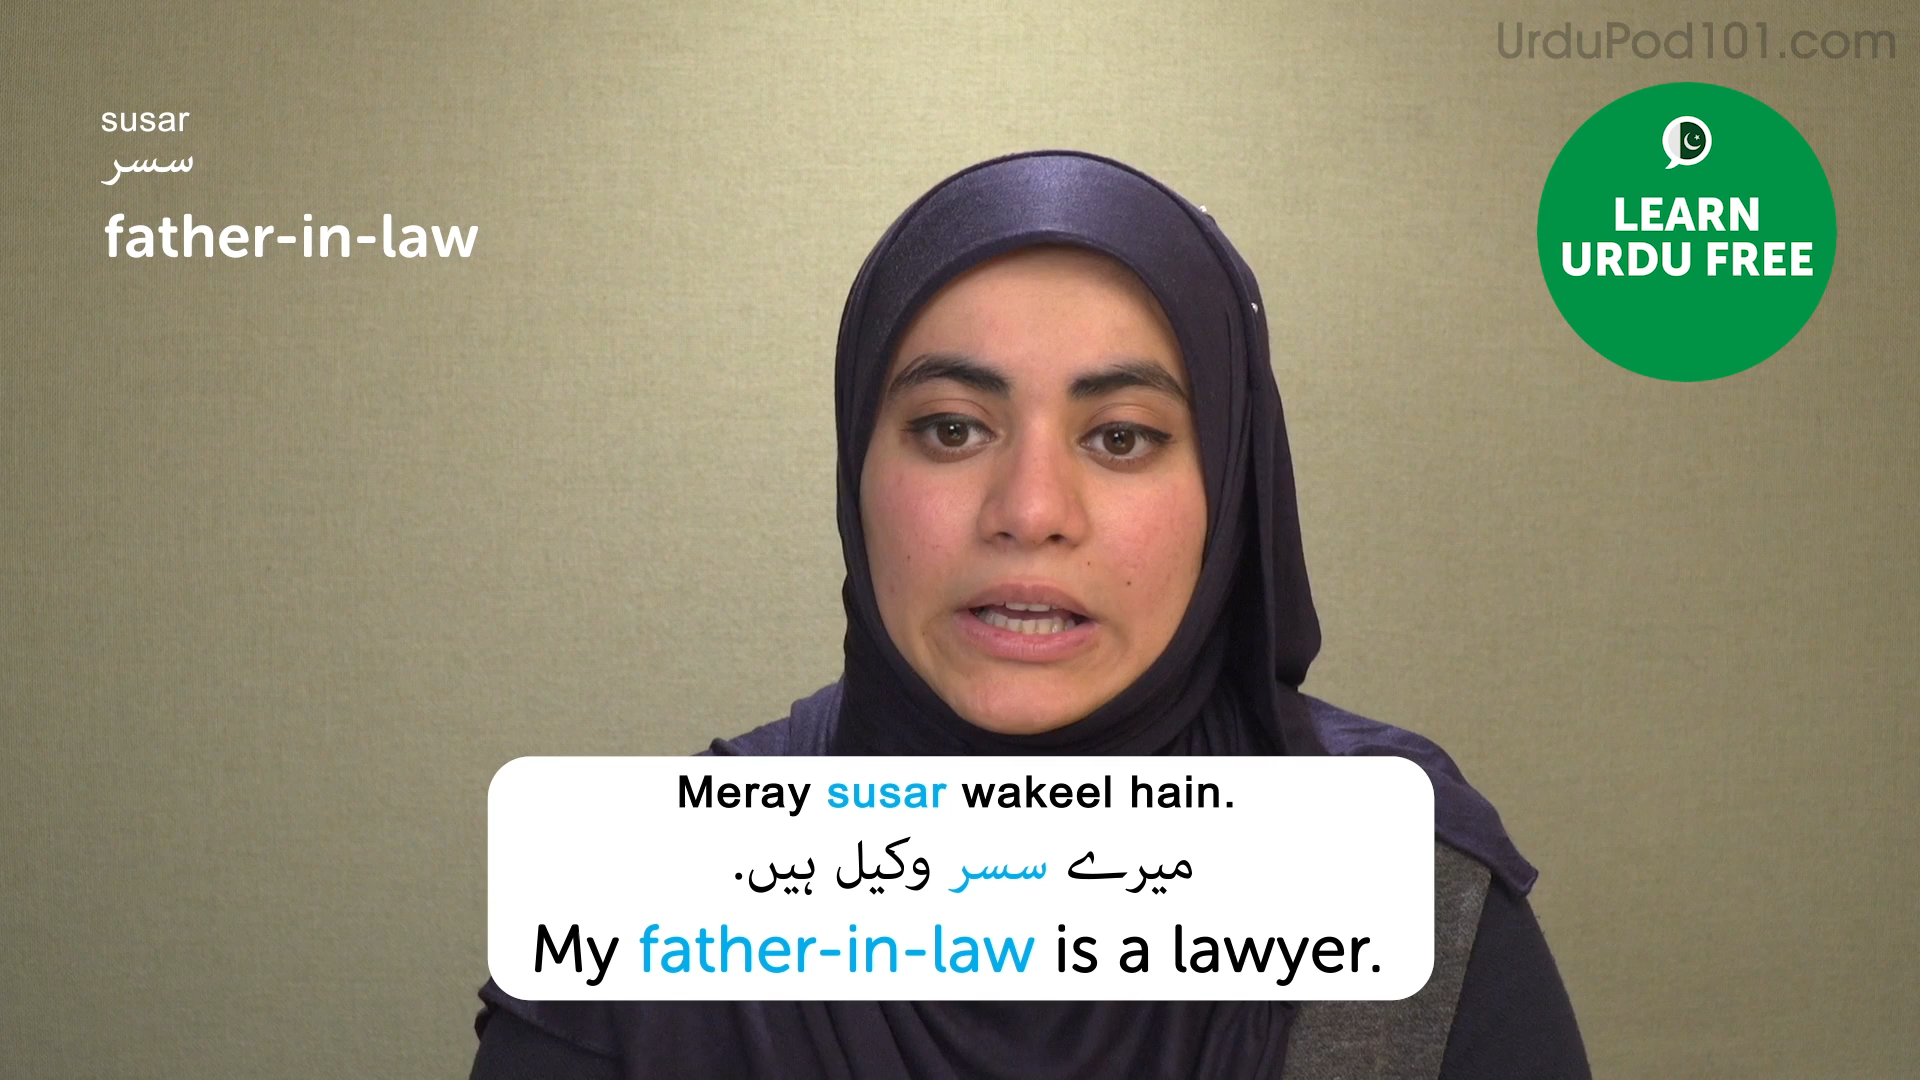 UrduPod101.com
susar
سسر
father-in-law
LEARN
URDU FREE
Meray susar wakeel hain.
میرے سسر وکیل ہیں.
My father-in-law is a lawyer.